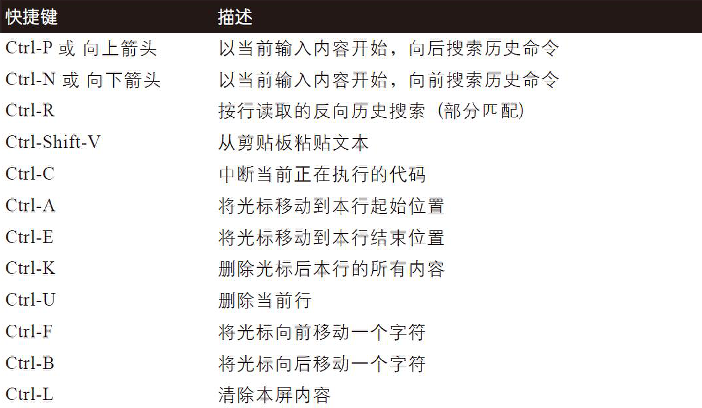 快捷键 描述
Ctrl-P 或 向上箭头 以当前输入内容开始，向后搜索历史命令
Ctrl-N 或 向下箭头 以当前输入内容开始，向前搜索历史命令
Ctrl-R 按行读取的反向历史搜索（部分匹配）
Ctrl-Shift-V 从剪贴板粘贴文本
Ctrl-C 中断当前正在执行的代码
Ctrl-A 将光标移动到本行起始位置
Ctrl-E 将光标移动到本行结束位置
Ctrl-K 删除光标后本行的所有内容
Ctrl-U 删除当前行
Ctrl-F 将光标向前移动一个字符
Ctrl-B 将光标向后移动一个字符
Ctrl-L 清除本屏内容